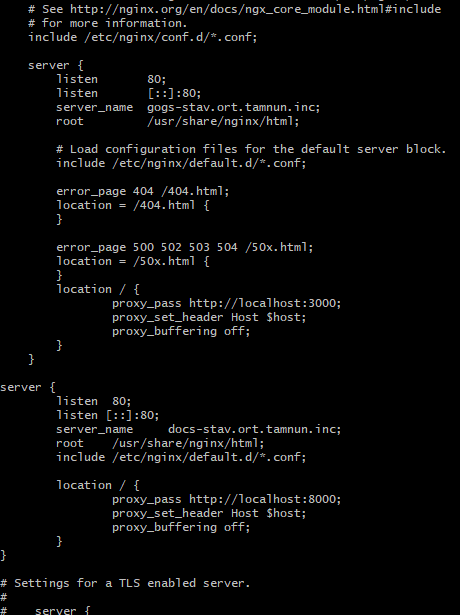 # See http://nginx.org/en/docs/ngx_core_module.html#include
# for more information.
include /etc/nginx/conf.d/*.conf;
server {
listen       80;
listen       [::]:80;
server_name  gogs-stav.ort.tamnun.inc;
root         /usr/share/nginx/html;
# Load configuration files for the default server block.
include /etc/nginx/default.d/*.conf;
error_page 404 /404.html;
location = /404.html {
}
error_page 500 502 503 504 /50x.html;
location = /50x.html {
}
location / {
proxy_pass http://localhost:3000;
proxy_set_header Host $host;
proxy_buffering off;
}
}
server {
listen  80;
listen [::]:80;
server_name     docs-stav.ort.tamnun.inc;
root    /usr/share/nginx/html;
include /etc/nginx/default.d/*.conf;
location / {
proxy_pass http://localhost:8000;
proxy_set_header Host $host;
proxy_buffering off;
}
}
# Settings for a TLS enabled server.
#
#    server {